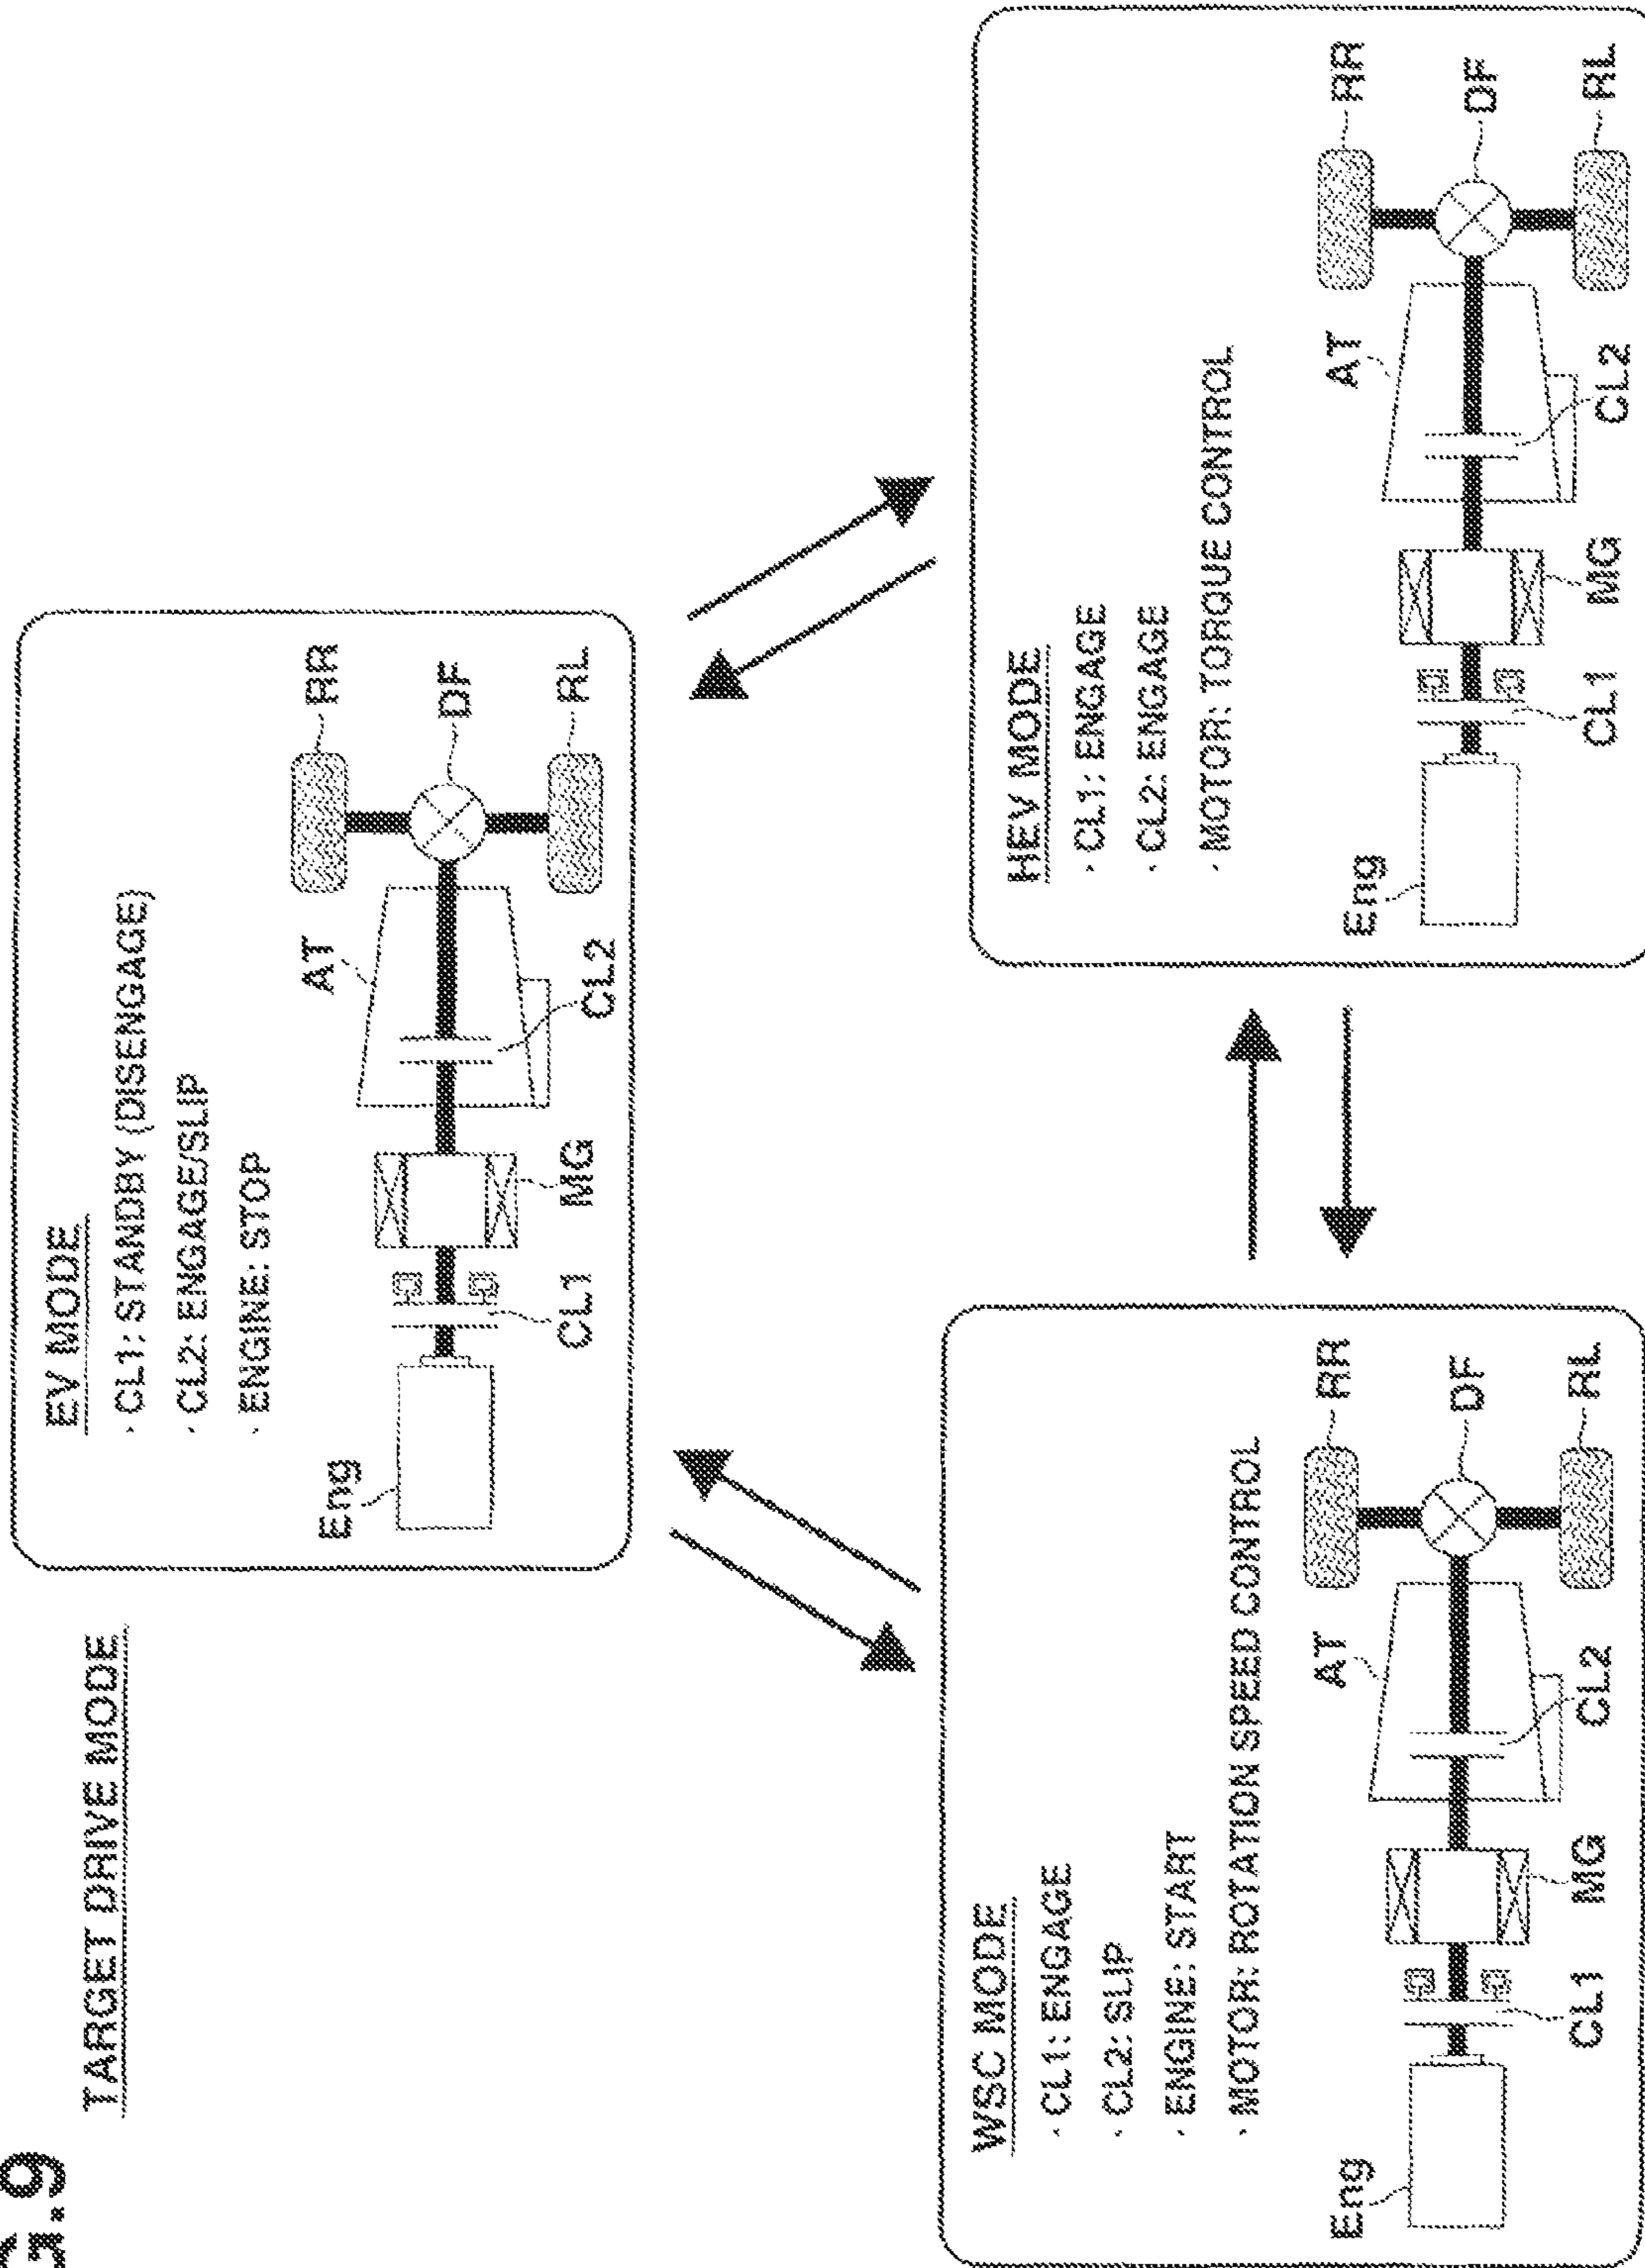 G.9
TARGET DRIVE MODE
EV MODE
· CL1: STANDBY (DISENGAGE)
· CL2: ENGAGE/SLIP
· ENGINE: STOP
Eng
CL1
MG
AT
CL2
RR
DF
RL
WSC MODE
· CL1: ENGAGE
· CL2: SLIP
· ENGINE: START
· MOTOR: ROTATION SPEED CONTROL
Eng
CL1
MG
AT
CL2
RR
DF
RL
HEV MODE
· CL1: ENGAGE
· CL2: ENGAGE
· MOTOR: TORQUE CONTROL
Eng
CL1
MG
AT
CL2
RR
DF
RL